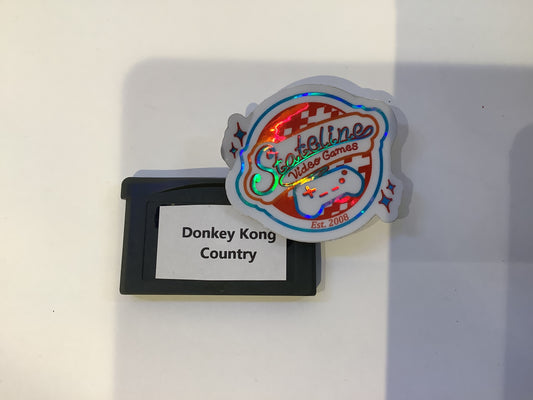 Stateline
Video Games
Est. 2008
Donkey Kong
Country